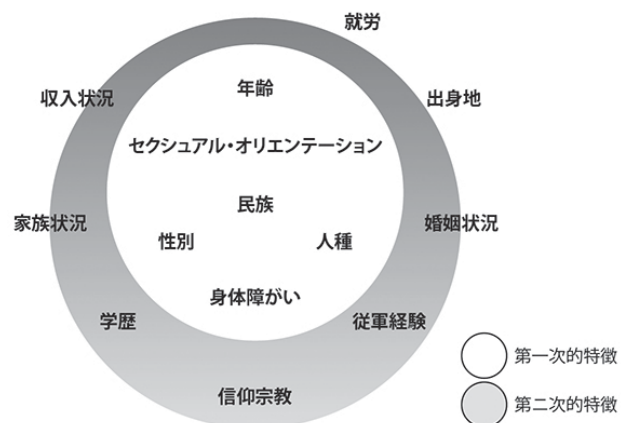 就労
収入状況
年齢
出身地
セクシュアル・オリエンテーション
民族
家族状況
性別
人種
婚姻状況
身体障がい
学歴
従軍経験
信仰宗教
第一次的特徴
第二次的特徴